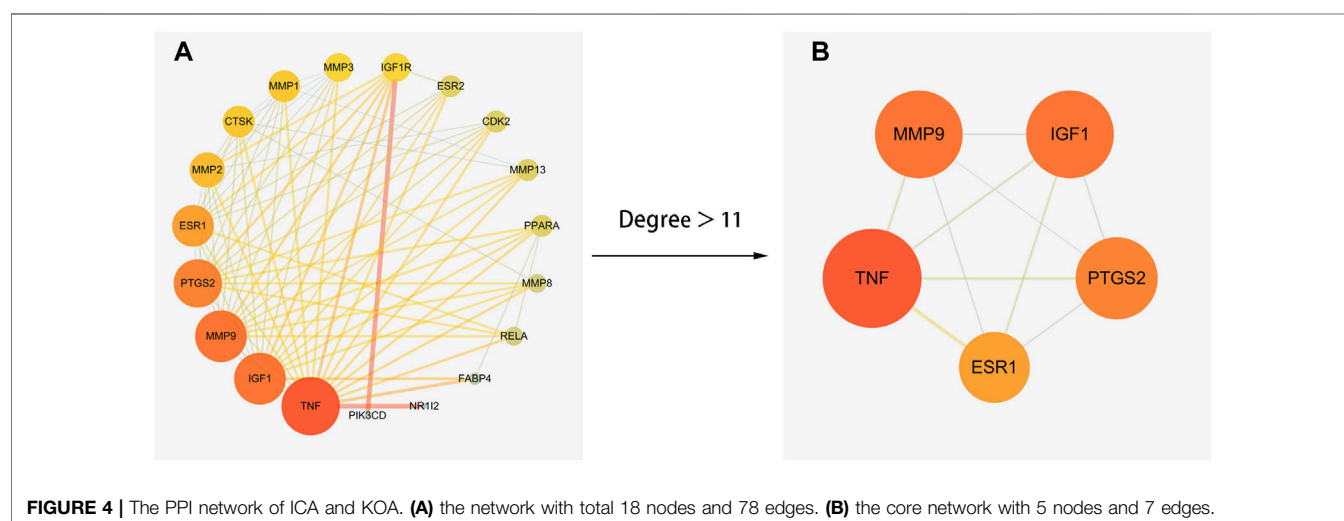 A
B
MMP3
IGF1R
MMP1
ESR2
CTSK
CDK2
MMP2
MMP13
ESR1
PPARA
PTGS2
MMP8
MMP9
RELA
IGF1
FABP4
TNF
PIK3CD
NR1I2
Degree > 11
MMP9
IGF1
TNF
PTGS2
ESR1
FIGURE 4 | The PPI network of ICA and KOA. (A) the network with total 18 nodes and 78 edges. (B) the core network with 5 nodes and 7 edges.